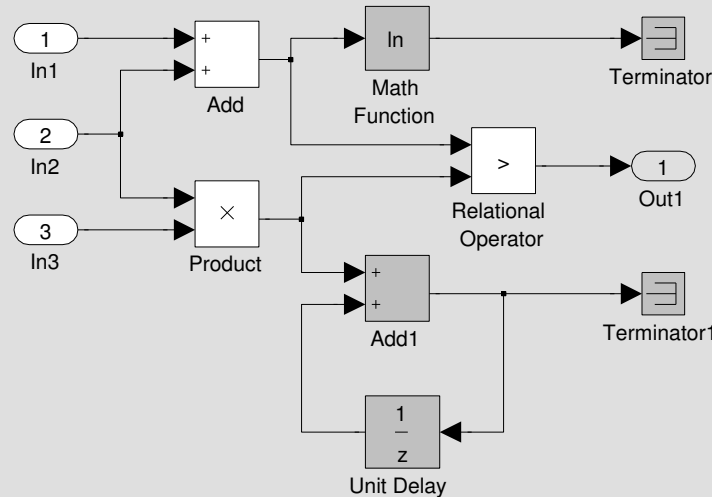 1
In1
+
+
Add
ln
Math
Function
Terminator
2
In2
>
Relational
Operator
1
Out1
3
In3
×
Product
+
+
Add1
Terminator1
1
z
Unit Delay